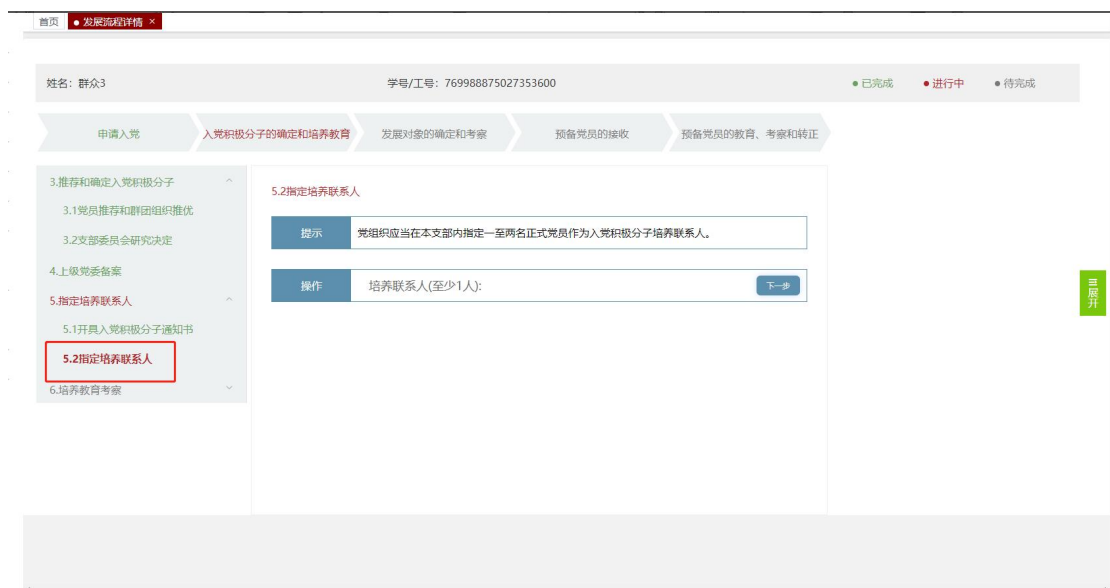 首页 ● 发展流程详情 ×
姓名：群众3 学号/工号：769988875027353600 ●已完成 ●进行中 ●待完成
申请入党 入党积极分子的确定和培养教育 发展对象的确定和考察 预备党员的接收 预备党员的教育、考察和转正
3.推荐和确定入党积极分子
3.1党员推荐和群团组织推优
3.2支部委员会研究决定
4.上级党委备案
5.指定培养联系人
5.1开具入党积极分子通知书
5.2指定培养联系人
6.培养教育考察
5.2指定培养联系人
提示 党组织应当在本支部内指定一至两名正式党员作为入党积极分子培养联系人。
操作 培养联系人(至少1人): 下一步
展开